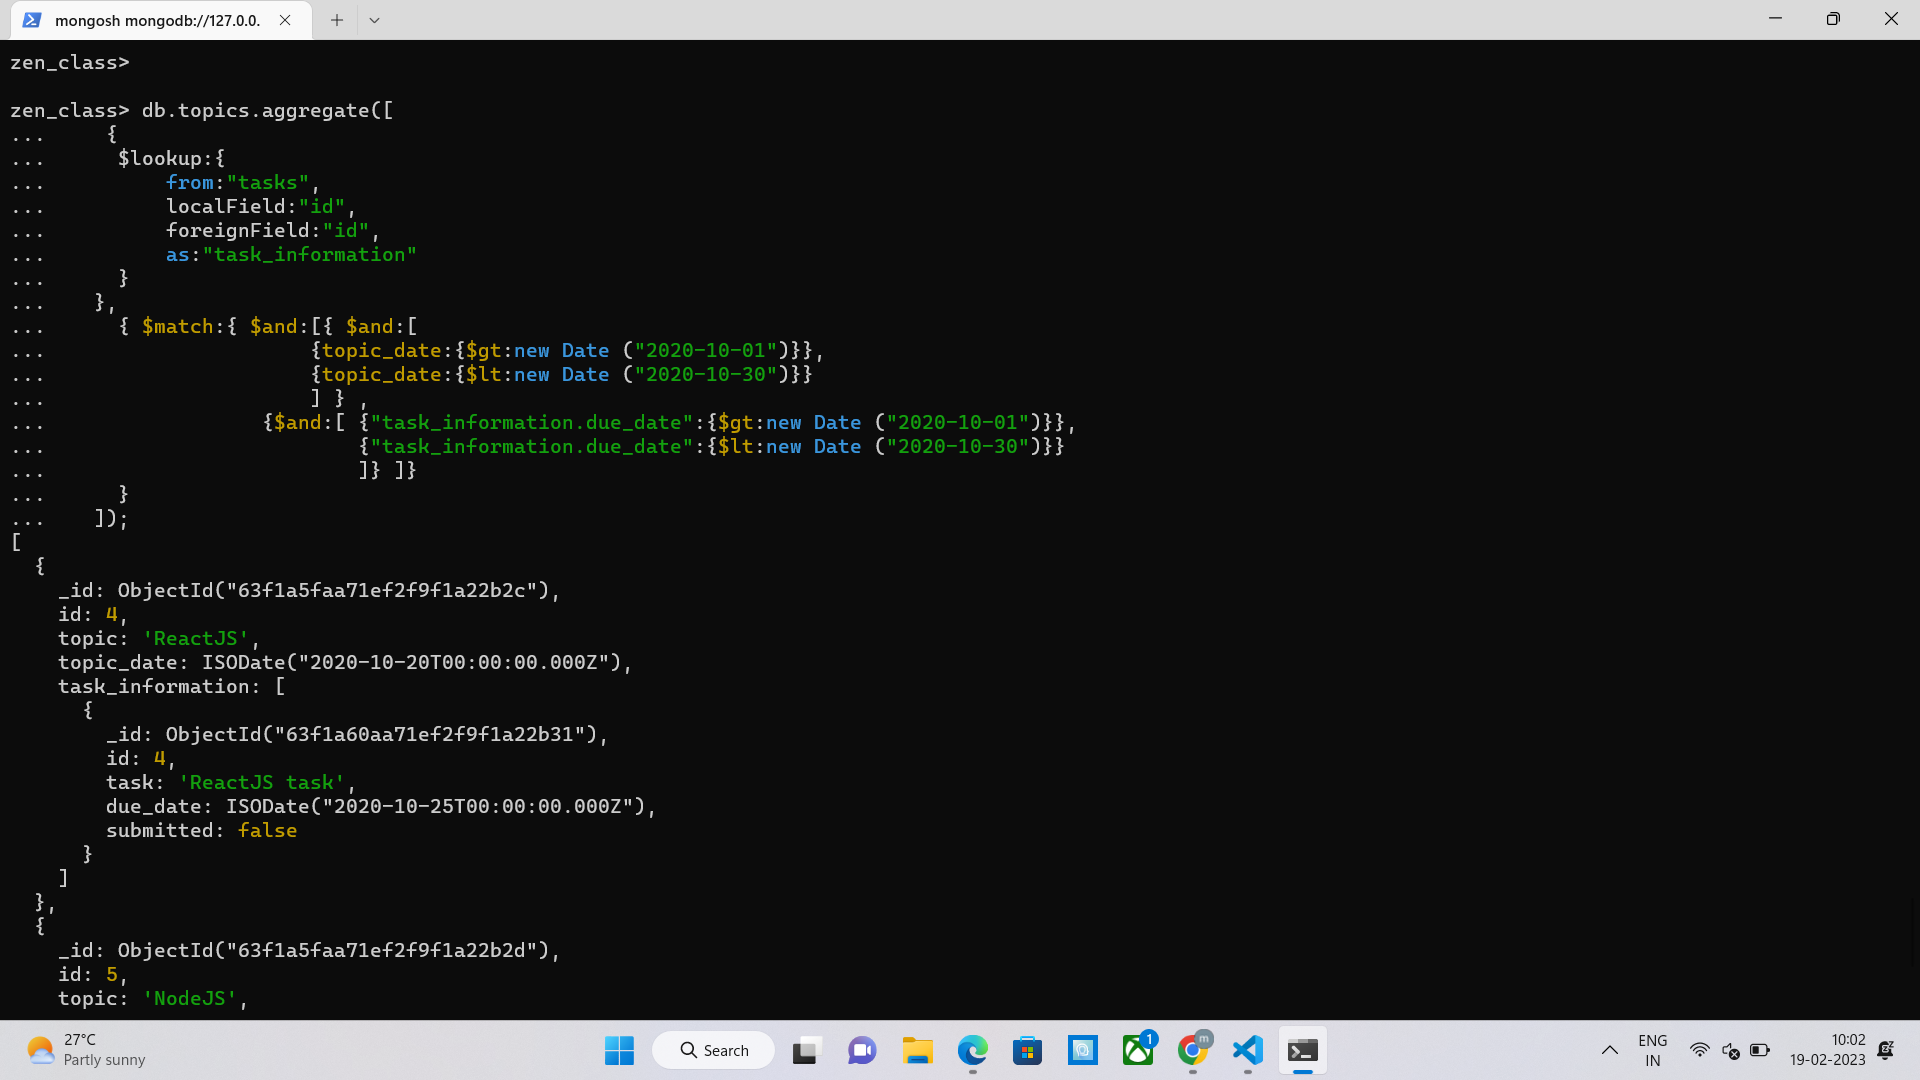 mongosh mongodb://127.0.0.
zen_class>
zen_class> db.topics.aggregate([
...     {
...      $lookup:{
...          from:"tasks",
...          localField:"id",
...          foreignField:"id",
...          as:"task_information"
...      }
...    },
...      { $match:{ $and:[{ $and:[
...                      {topic_date:{$gt:new Date ("2020-10-01")}},
...                      {topic_date:{$lt:new Date ("2020-10-30")}}
...                      ] } ,
...                  {$and:[ {"task_information.due_date":{$gt:new Date ("2020-10-01")}},
...                          {"task_information.due_date":{$lt:new Date ("2020-10-30")}}
...                          ]} ]}
...      }
...    ]);
[
  {
    _id: ObjectId("63f1a5faa71ef2f9f1a22b2c"),
    id: 4,
    topic: 'ReactJS',
    topic_date: ISODate("2020-10-20T00:00:00.000Z"),
    task_information: [
      {
        _id: ObjectId("63f1a60aa71ef2f9f1a22b31"),
        id: 4,
        task: 'ReactJS task',
        due_date: ISODate("2020-10-25T00:00:00.000Z"),
        submitted: false
      }
    ]
  },
  {
    _id: ObjectId("63f1a5faa71ef2f9f1a22b2d"),
    id: 5,
    topic: 'NodeJS',
27°C
Partly sunny
Search
1
m
ENG
IN
10:02
19-02-2023